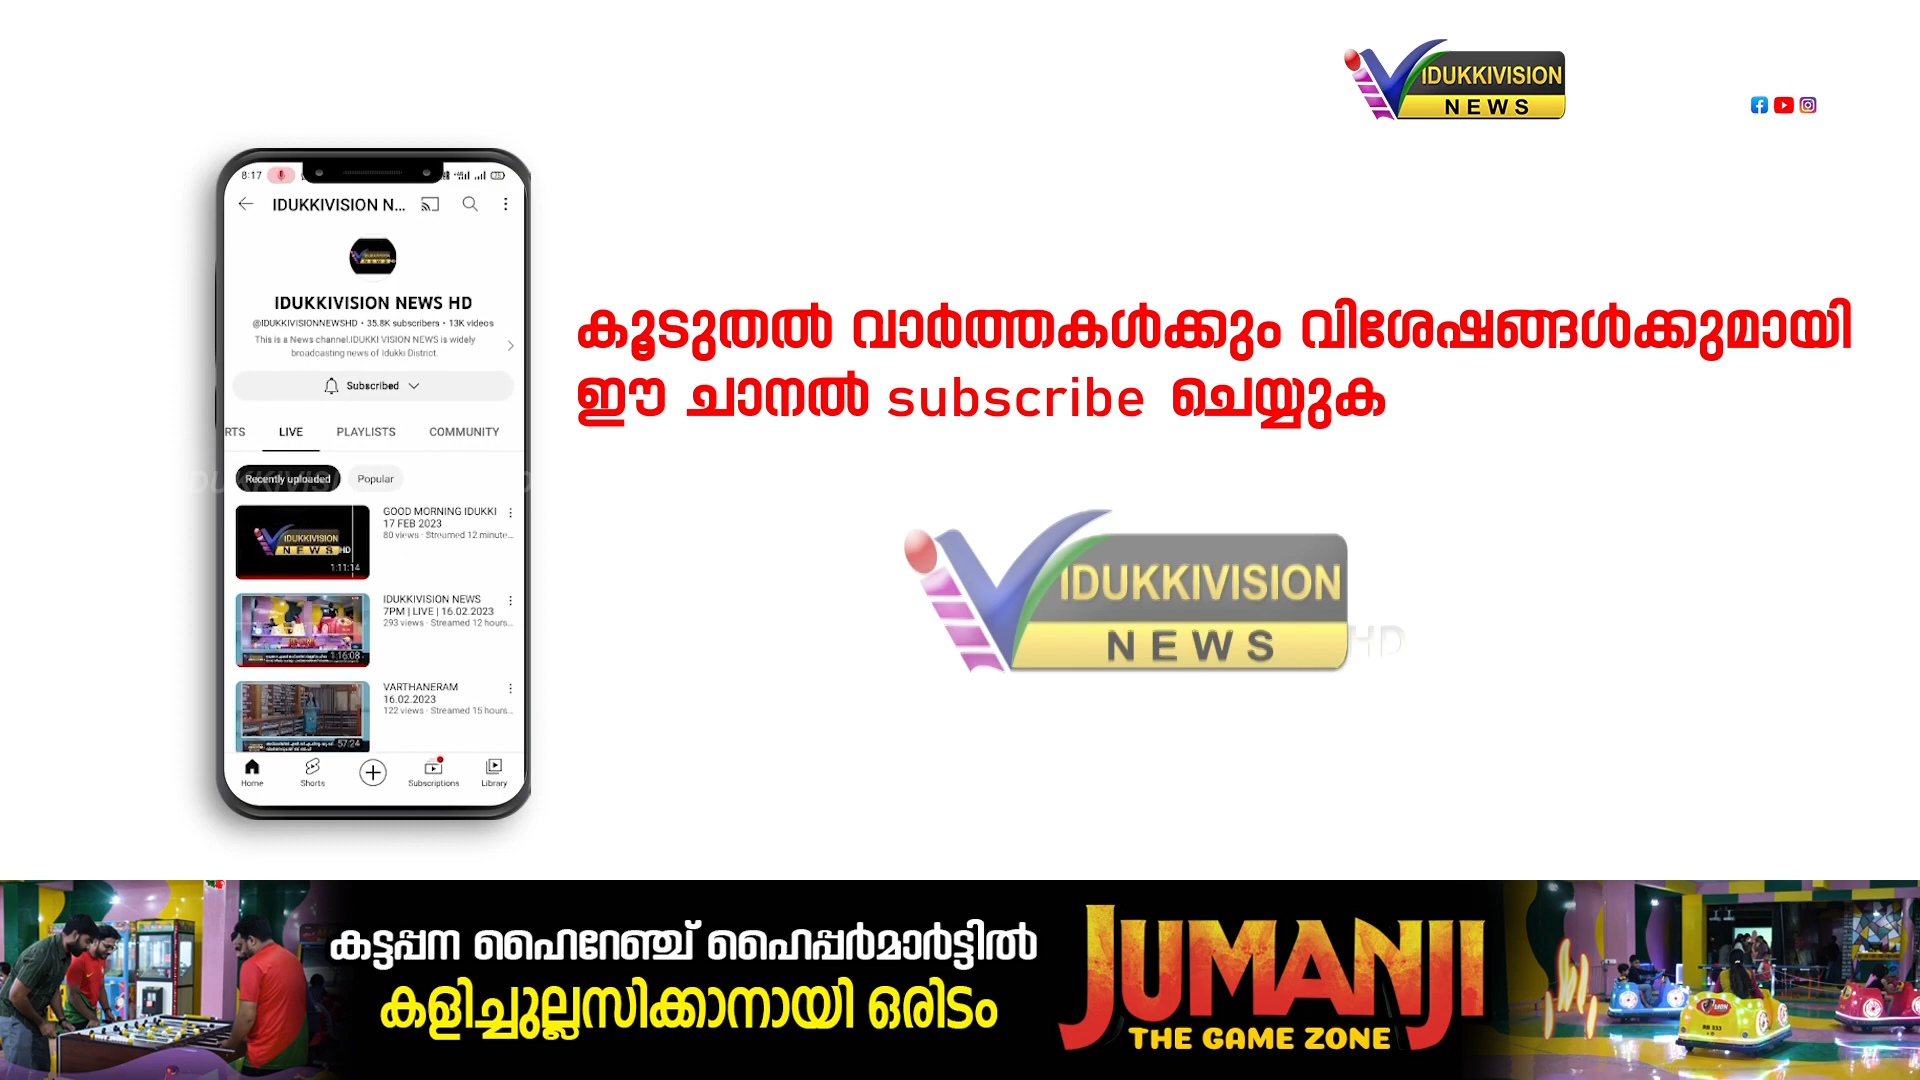 IDUKKIVISION
NEWS
8:17
IDUKKIVISION N...
IDUKKIVISION NEWS HD
@IDUKKIVISIONNEWSHD • 35.8K subscribers • 13K videos
This is a News channel.IDUKKI VISION NEWS is widely
broadcasting news of Idukki District.
Subscribed
RTS LIVE PLAYLISTS COMMUNITY
Recently uploaded Popular
IDUKKIVISION
NEWS HD
1:11:14
GOOD MORNING IDUKKI
17 FEB 2023
80 views · Streamed 12 minute...
JUMANJI
1:16:08
IDUKKIVISION NEWS
7PM | LIVE | 16.02.2023
293 views · Streamed 12 hours...
57:24
VARTHANERAM
16.02.2023
122 views · Streamed 15 hours...
Home Shorts Subscriptions Library
കൂടുതൽ വാർത്തകൾക്കും വിശേഷങ്ങൾക്കുമായി
ഈ ചാനൽ subscribe ചെയ്യുക
IDUKKIVISION
NEWS HD
കട്ടപ്പന ഹൈറേഞ്ച് ഹൈപ്പർമാർട്ടിൽ
കളിച്ചുല്ലസിക്കാനായി ഒരിടം
JUMANJI
THE GAME ZONE